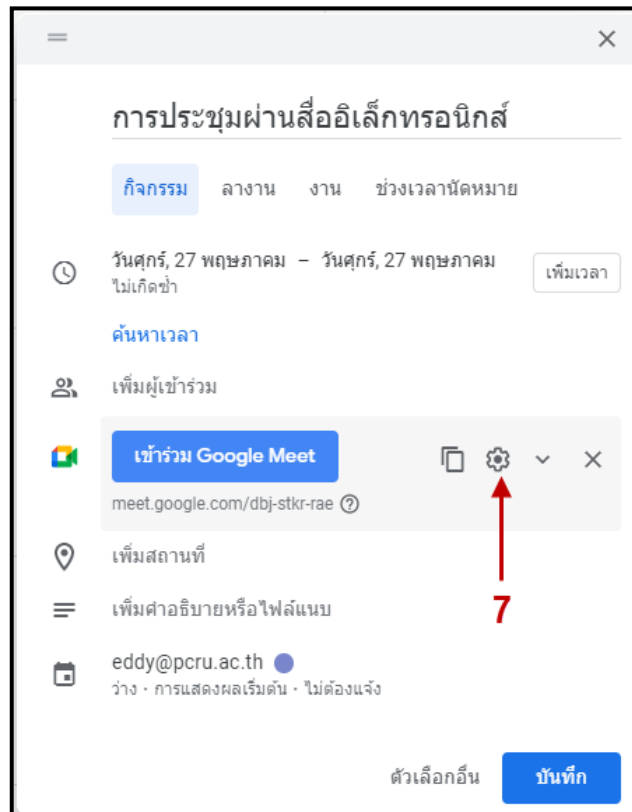 การประชุมผ่านสื่ออิเล็กทรอนิกส์
กิจกรรม ลางาน งาน ช่วงเวลานัดหมาย
วันศุกร์, 27 พฤษภาคม – วันศุกร์, 27 พฤษภาคม เพิ่มเวลา
ไม่เกิดซ้ำ
ค้นหาเวลา
เพิ่มผู้เข้าร่วม
เข้าร่วม Google Meet
meet.google.com/dbj-stkr-rae
เพิ่มสถานที่
เพิ่มคำอธิบายหรือไฟล์แนบ
7
eddy@pcru.ac.th
ว่าง · การแสดงผลเริ่มต้น · ไม่ต้องแจ้ง
ตัวเลือกอื่น บันทึก